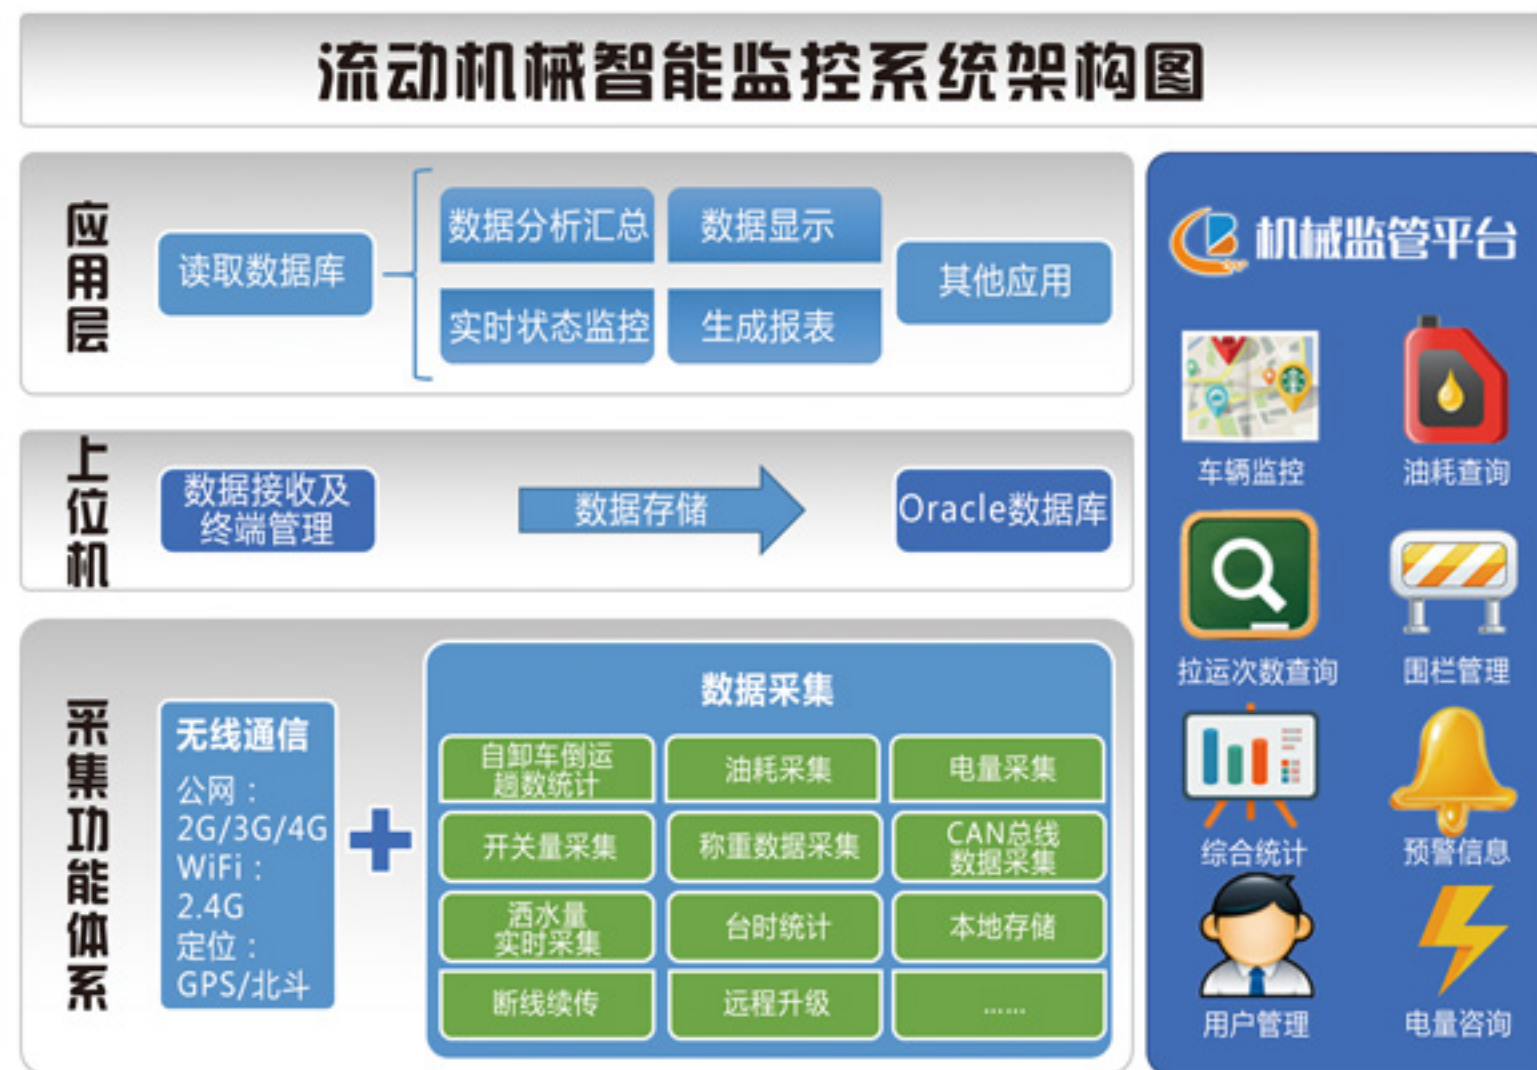 流动机械智能监控系统架构图
应用层
读取数据库
数据分析汇总
数据显示
实时状态监控
生成报表
其他应用
上位机
数据接收及
终端管理
数据存储
Oracle数据库
采集功能体系
无线通信
公网：
2G/3G/4G
WiFi：
2.4G
定位：
GPS/北斗
数据采集
自卸车倒运
趟数统计
油耗采集
电量采集
开关量采集
称重数据采集
CAN总线
数据采集
洒水量
实时采集
台时统计
本地存储
断线续传
远程升级
……
机械监管平台
车辆监控
油耗查询
拉运次数查询
围栏管理
综合统计
预警信息
用户管理
电量咨询